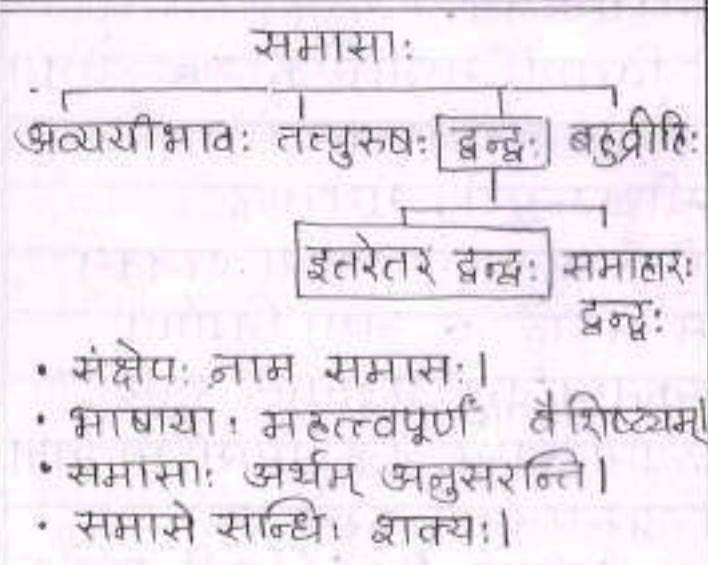 समासाः
अव्ययीभावः तत्पुरुषः द्वन्द्वः बहुव्रीहिः
इतरेतर द्वन्द्वः समाहारः
द्वन्द्वः
• संक्षेपः नाम समासः।
• भाषायाः महत्त्वपूर्णं वैशिष्ट्यम्।
• समासाः अर्थम् अनुसरन्ति।
• समासे सन्धिः शक्यः।